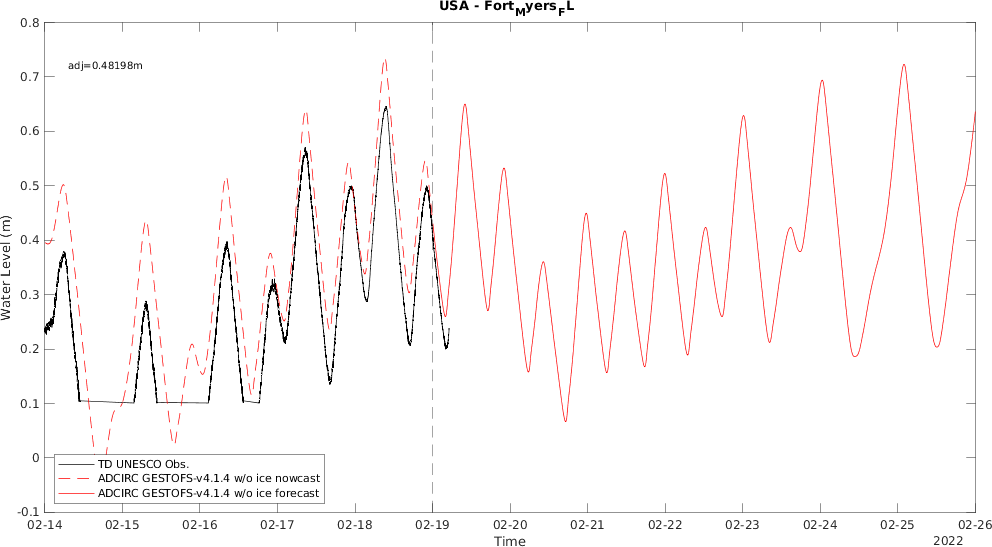 USA - Fort_Myers_FL
adj=0.48198m
0.8
0.7
0.6
0.5
0.4
0.3
0.2
0.1
0
-0.1
Water Level (m)
TD UNESCO Obs.
ADCIRC GESTOFS-v4.1.4 w/o ice nowcast
ADCIRC GESTOFS-v4.1.4 w/o ice forecast
02-14 02-15 02-16 02-17 02-18 02-19 02-20 02-21 02-22 02-23 02-24 02-25 02-26
Time
2022